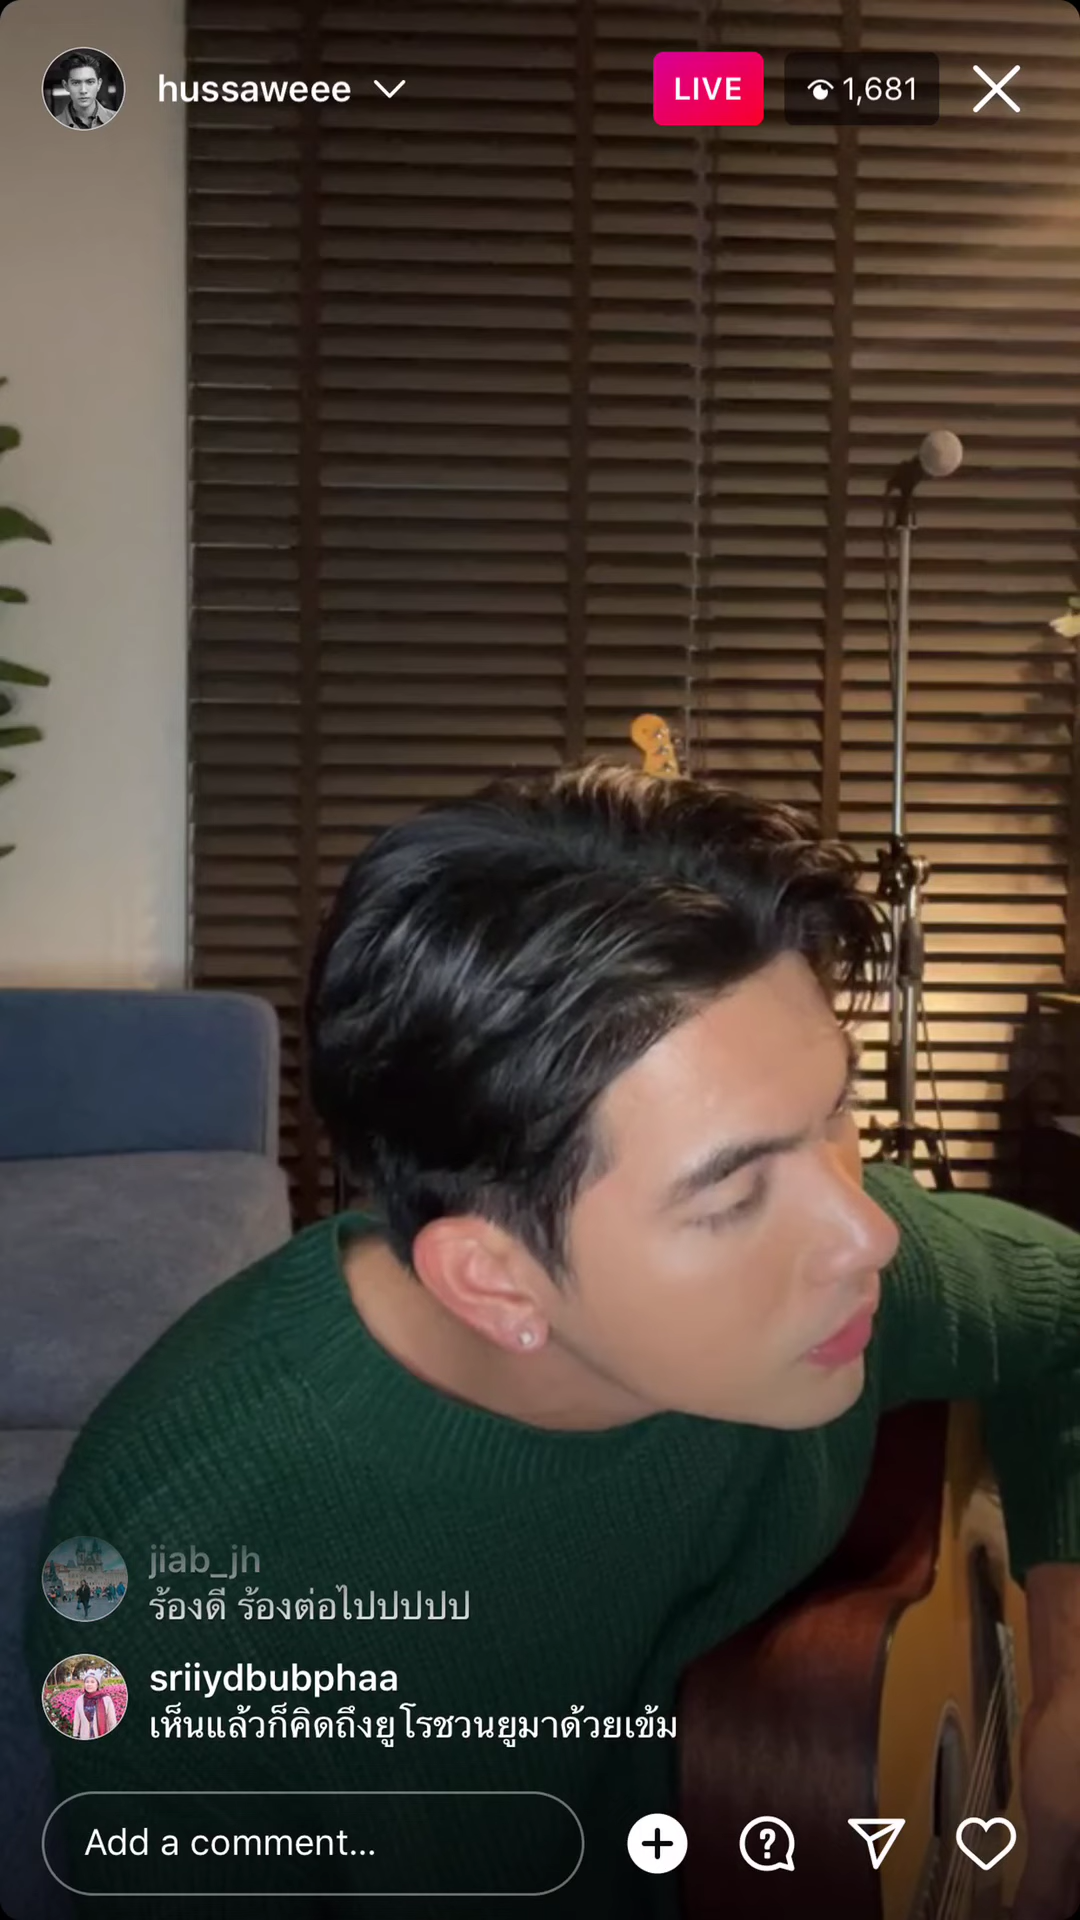 hussaweee
LIVE
1,681
jiab_jh
ร้องดี ร้องต่อไปปปปปป
sriiydbubphaa
เห็นแล้วก็คิดถึงยู โรชวนยูมาด้วยเข้ม
Add a comment...